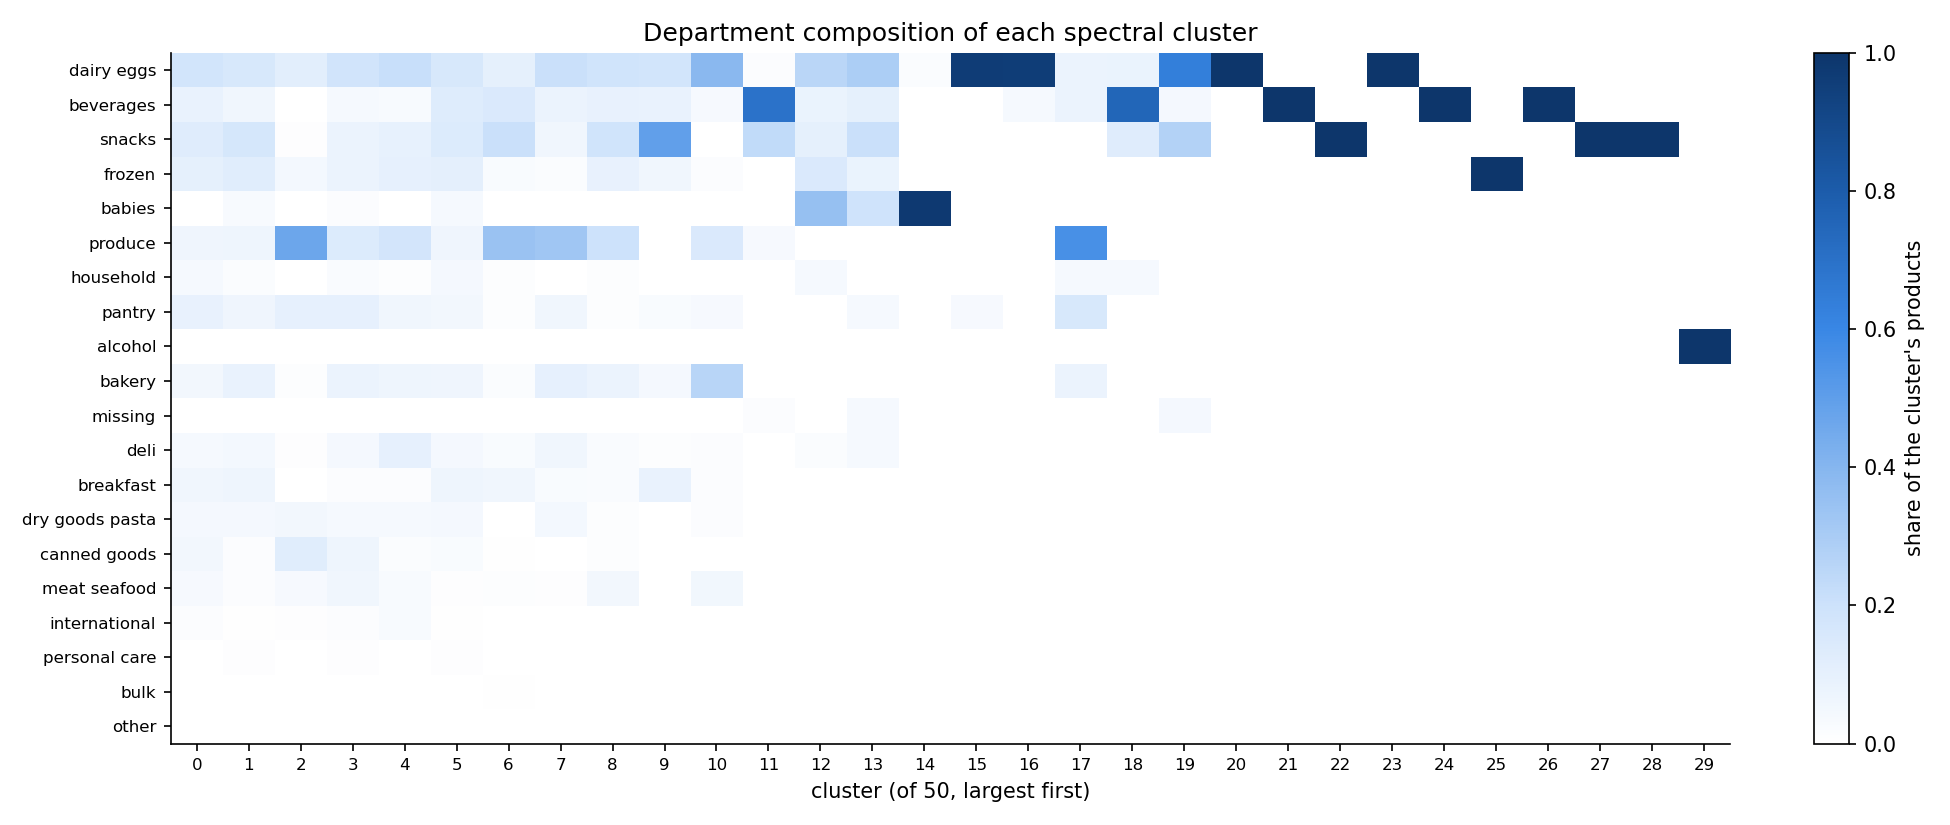 Department composition of each spectral cluster
dairy eggs
beverages
snacks
frozen
babies
produce
household
pantry
alcohol
bakery
missing
deli
breakfast
dry goods pasta
canned goods
meat seafood
international
personal care
bulk
other
0 1 2 3 4 5 6 7 8 9 10 11 12 13 14 15 16 17 18 19 20 21 22 23 24 25 26 27 28 29
cluster (of 50, largest first)
1.0
0.8
0.6
0.4
0.2
0.0
share of the cluster's products